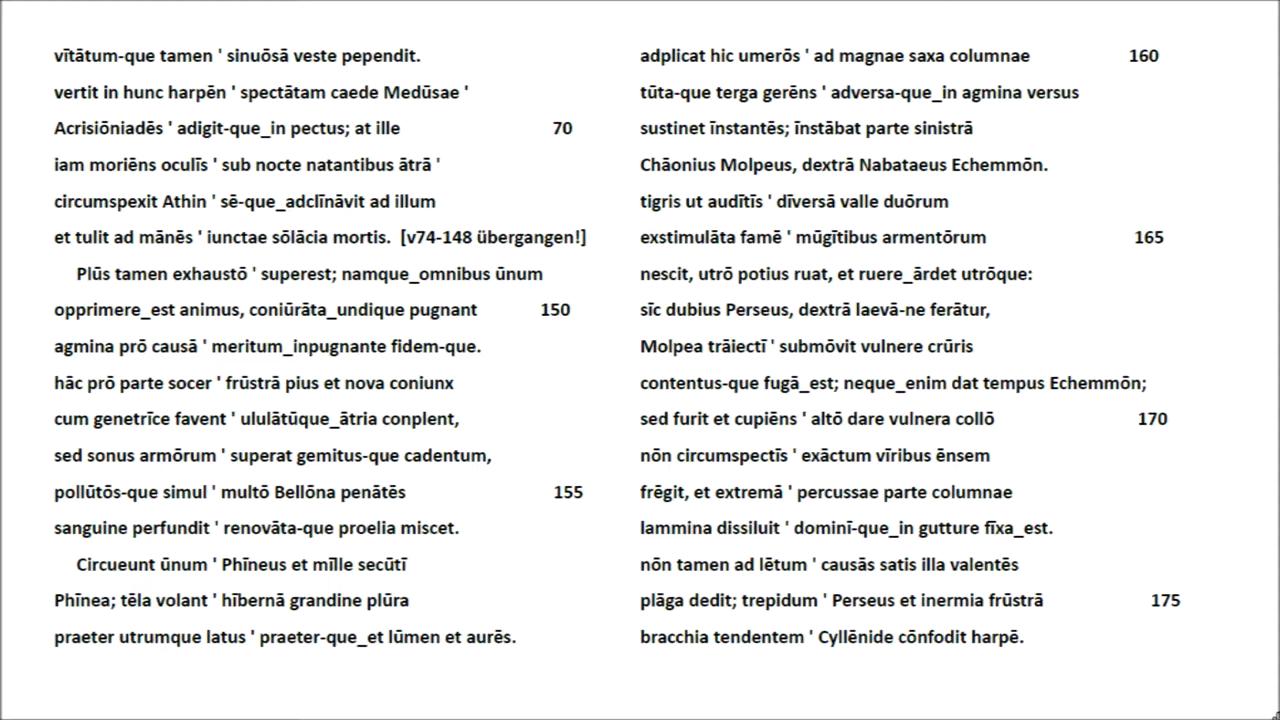 vītātum-que tamen ' sinuōsā veste pependit.
vertit in hunc harpēn ' spectātam caede Medūsae '
Acrisiōniadēs ' adigit-que_in pectus; at ille 70
iam moriēns oculīs ' sub nocte natantibus ātrā '
circumspexit Athin ' sē-que_adclīnāvit ad illum
et tulit ad mānēs ' iunctae sōlācia mortis. [v74-148 übergangen!]
Plūs tamen exhaustō ' superest; namque_omnibus ūnum
opprimere_est animus, coniūrāta_undique pugnant 150
agmina prō causā ' meritum_inpugnante fidem-que.
hāc prō parte socer ' frūstrā pius et nova coniunx
cum genetrīce favent ' ululātūque_ātria conplent,
sed sonus armōrum ' superat gemitus-que cadentum,
pollūtōs-que simul ' multō Bellōna penātēs 155
sanguine perfundit ' renovāta-que proelia miscet.
Circueunt ūnum ' Phīneus et mīlle secūtī
Phīnea; tēla volant ' hībernā grandine plūra
praeter utrumque latus ' praeter-que_et lūmen et aurēs.
adplicat hic umerōs ' ad magnae saxa columnae 160
tūta-que terga gerēns ' adversa-que_in agmina versus
sustinet īnstantēs; īnstābat parte sinistrā
Chāonius Molpeus, dextrā Nabataeus Echemmōn.
tigris ut audītīs ' dīversā valle duōrum
exstimulāta famē ' mūgītibus armentōrum 165
nescit, utrō potius ruat, et ruere_ārdet utrōque:
sīc dubius Perseus, dextrā laevā-ne ferātur,
Molpea trāiectī ' submōvit vulnere crūris
contentus-que fugā_est; neque_enim dat tempus Echemmōn;
sed furit et cupiēns ' altō dare vulnera collō 170
nōn circumspectīs ' exāctum vīribus ēnsem
frēgit, et extremā ' percussae parte columnae
lammina dissiluit ' dominī-que_in gutture fīxa_est.
nōn tamen ad lētum ' causās satis illa valentēs
plāga dedit; trepidum ' Perseus et inermia frūstrā 175
bracchia tendentem ' Cyllēnide cōnfodit harpē.